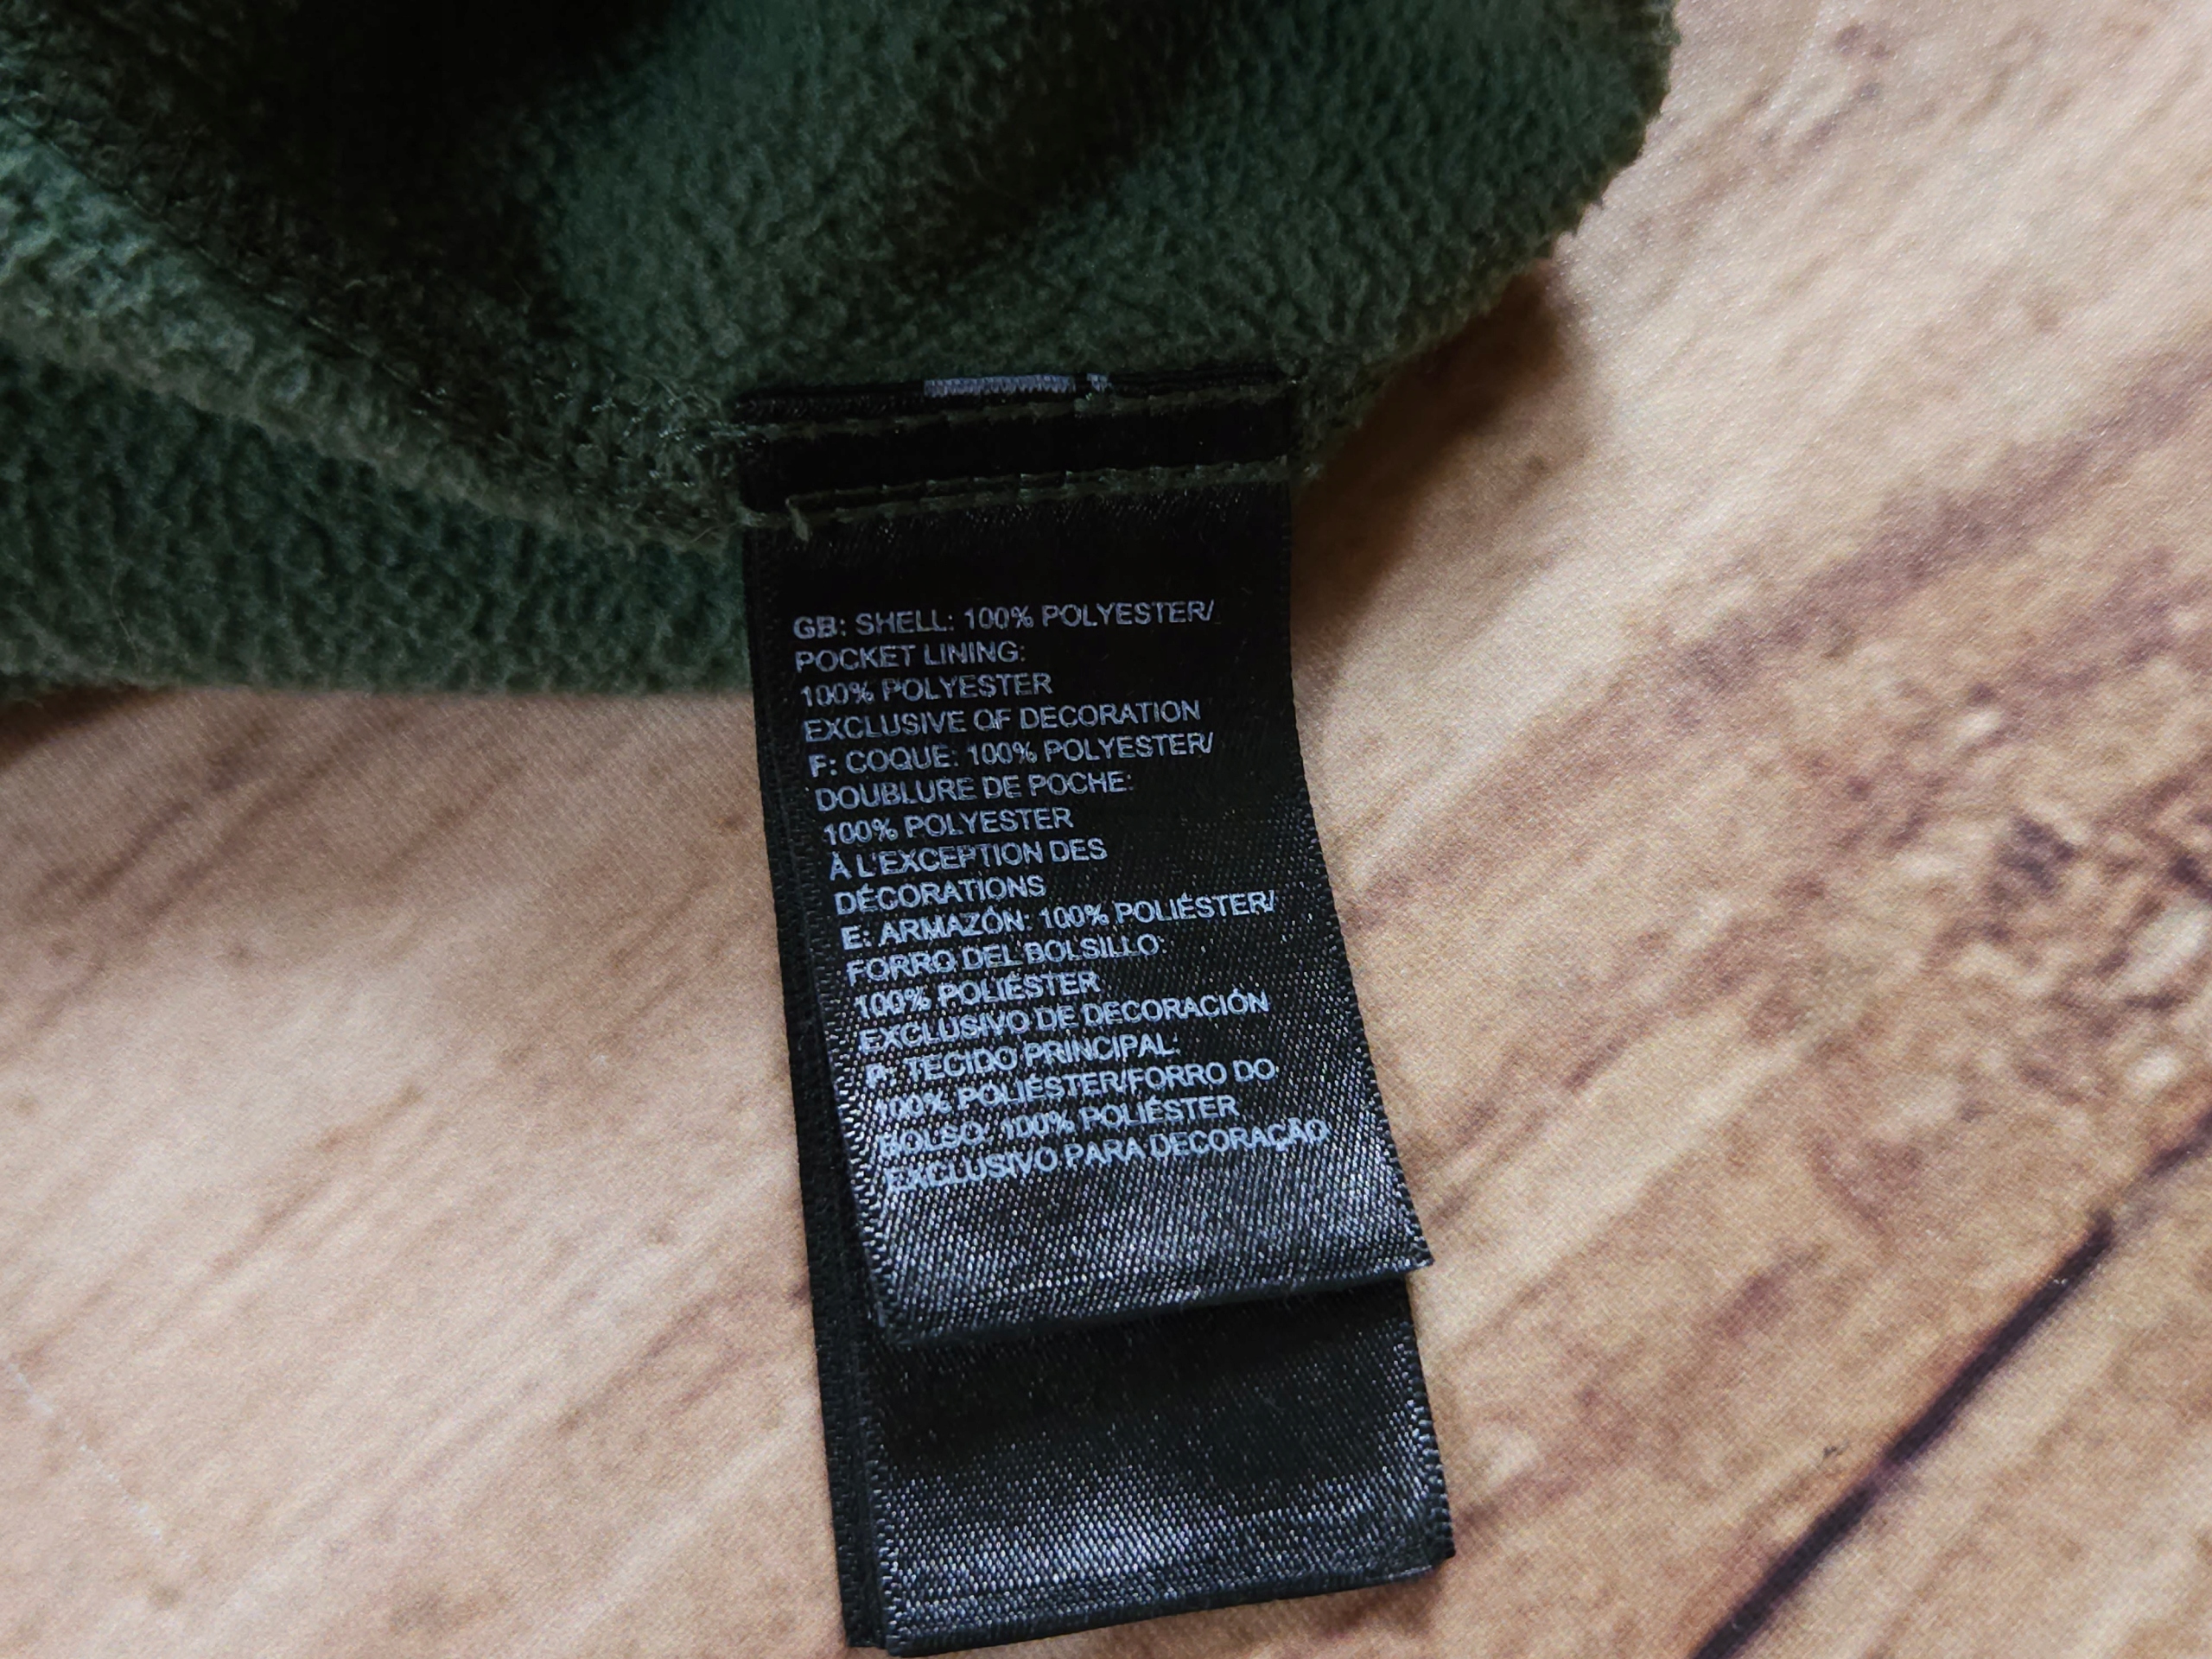 GB: SHELL: 100% POLYESTER/
POCKET LINING:
100% POLYESTER
EXCLUSIVE OF DECORATION
F: COQUE: 100% POLYESTER/
DOUBLURE DE POCHE:
100% POLYESTER
À L'EXCEPTION DES
DÉCORATIONS
E: ARMAZÓN: 100% POLIÉSTER/
FORRO DEL BOLSILLO:
100% POLIÉSTER
EXCLUSIVO DE DECORACIÓN
P: TECIDO PRINCIPAL:
100% POLIÉSTER/FORRO DO
BOLSO: 100% POLIÉSTER
EXCLUSIVO PARA DECORAÇÃO